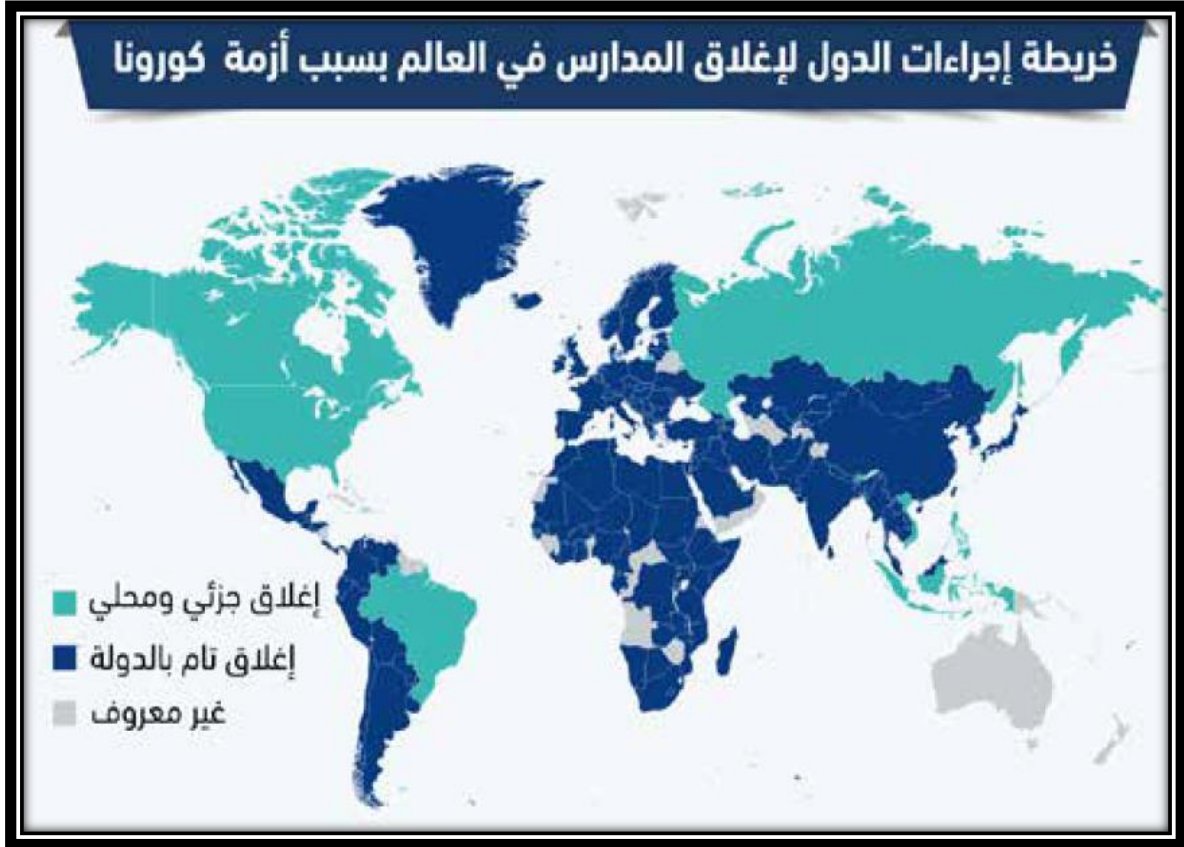 خريطة إجراءات الدول لإغلاق المدارس في العالم بسبب أزمة كورونا
إغلاق جزئي ومحلي
إغلاق تام بالدولة
غير معروف